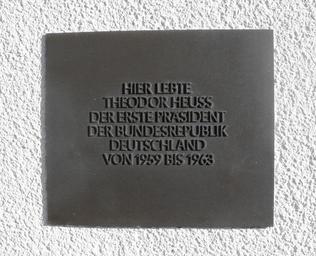 HIER LEBTE
THEODOR HEUSS
DER ERSTE PRÄSIDENT
DER BUNDESREPUBLIK
DEUTSCHLAND
VON 1959 BIS 1963